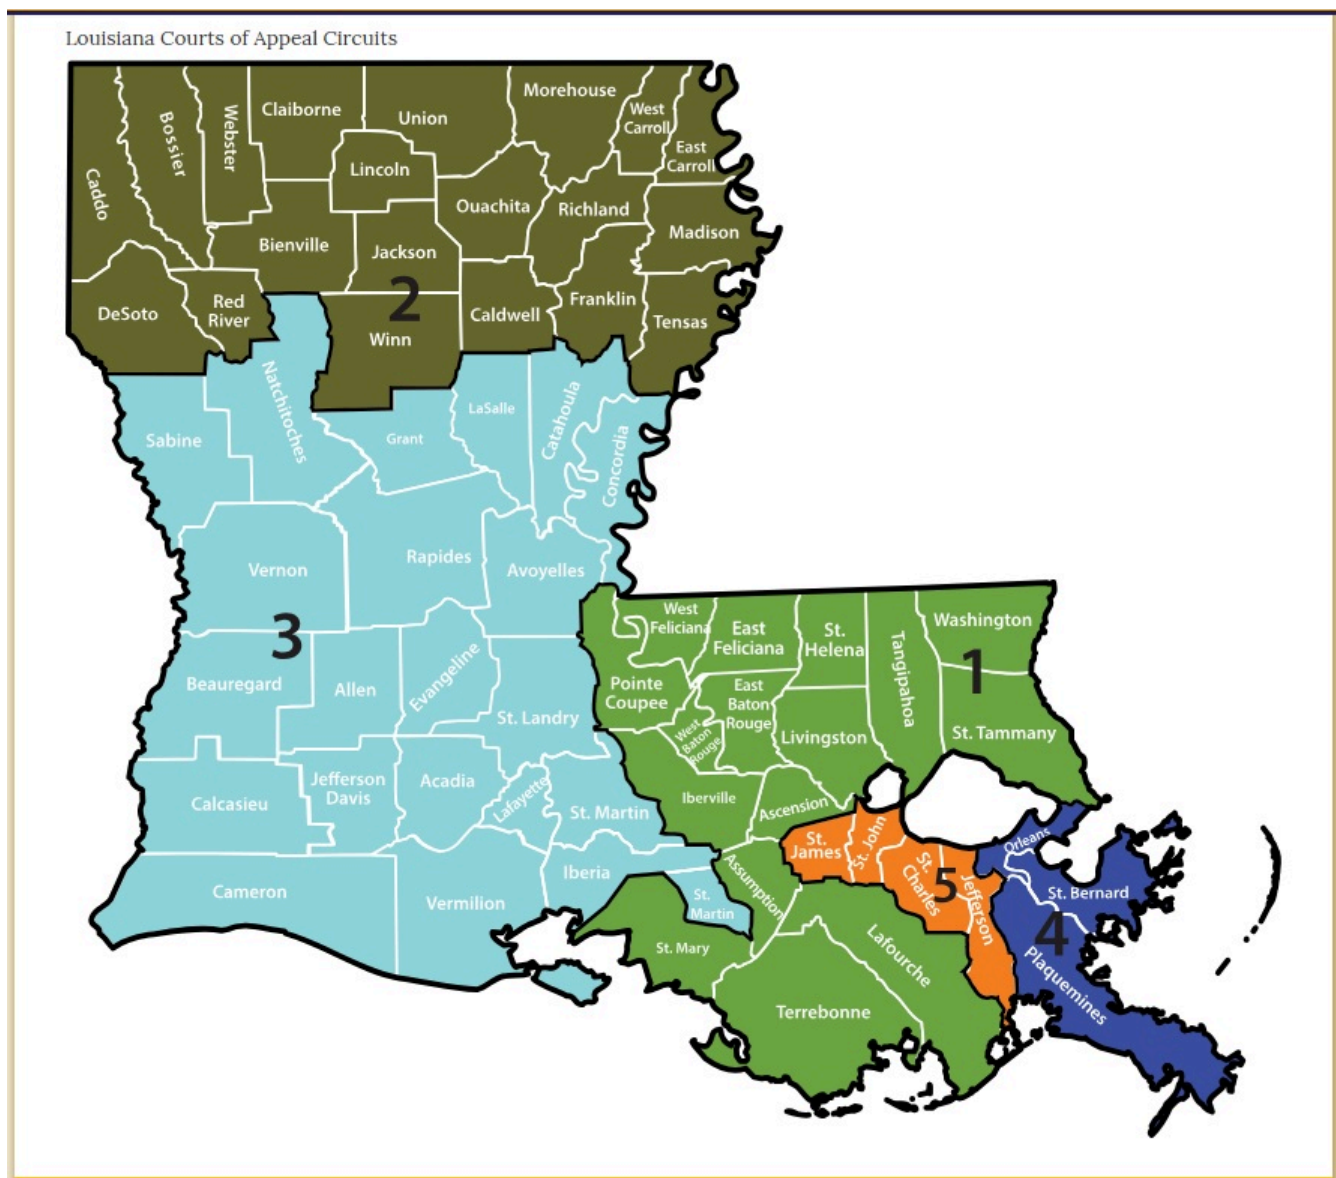 Louisiana Courts of Appeal Circuits
Caddo
Bossier
Webster
Claiborne
Union
Morehouse
West
Carroll
East
Carroll
Lincoln
Ouachita
Richland
Madison
Bienville
Jackson
2
DeSoto
Red
River
Winn
Caldwell
Franklin
Tensas
Sabine
Natchitoches
Grant
LaSalle
Catahoula
Concordia
Vernon
Rapides
Avoyelles
3
Beauregard
Allen
Evangeline
St. Landry
Calcasieu
Jefferson
Davis
Acadia
Lafayette
St. Martin
Cameron
Vermilion
Iberia
St.
Martin
West
Feliciana
East
Feliciana
St.
Helena
Tangipahoa
Washington
1
Pointe
Coupee
West
Baton
Rouge
East
Baton
Rouge
Livingston
St. Tammany
Iberville
Ascension
Assumption
St. Mary
Terrebonne
Lafourche
St.
James
St. John
St.
Charles
5
Jefferson
Orleans
St. Bernard
4
Plaquemines